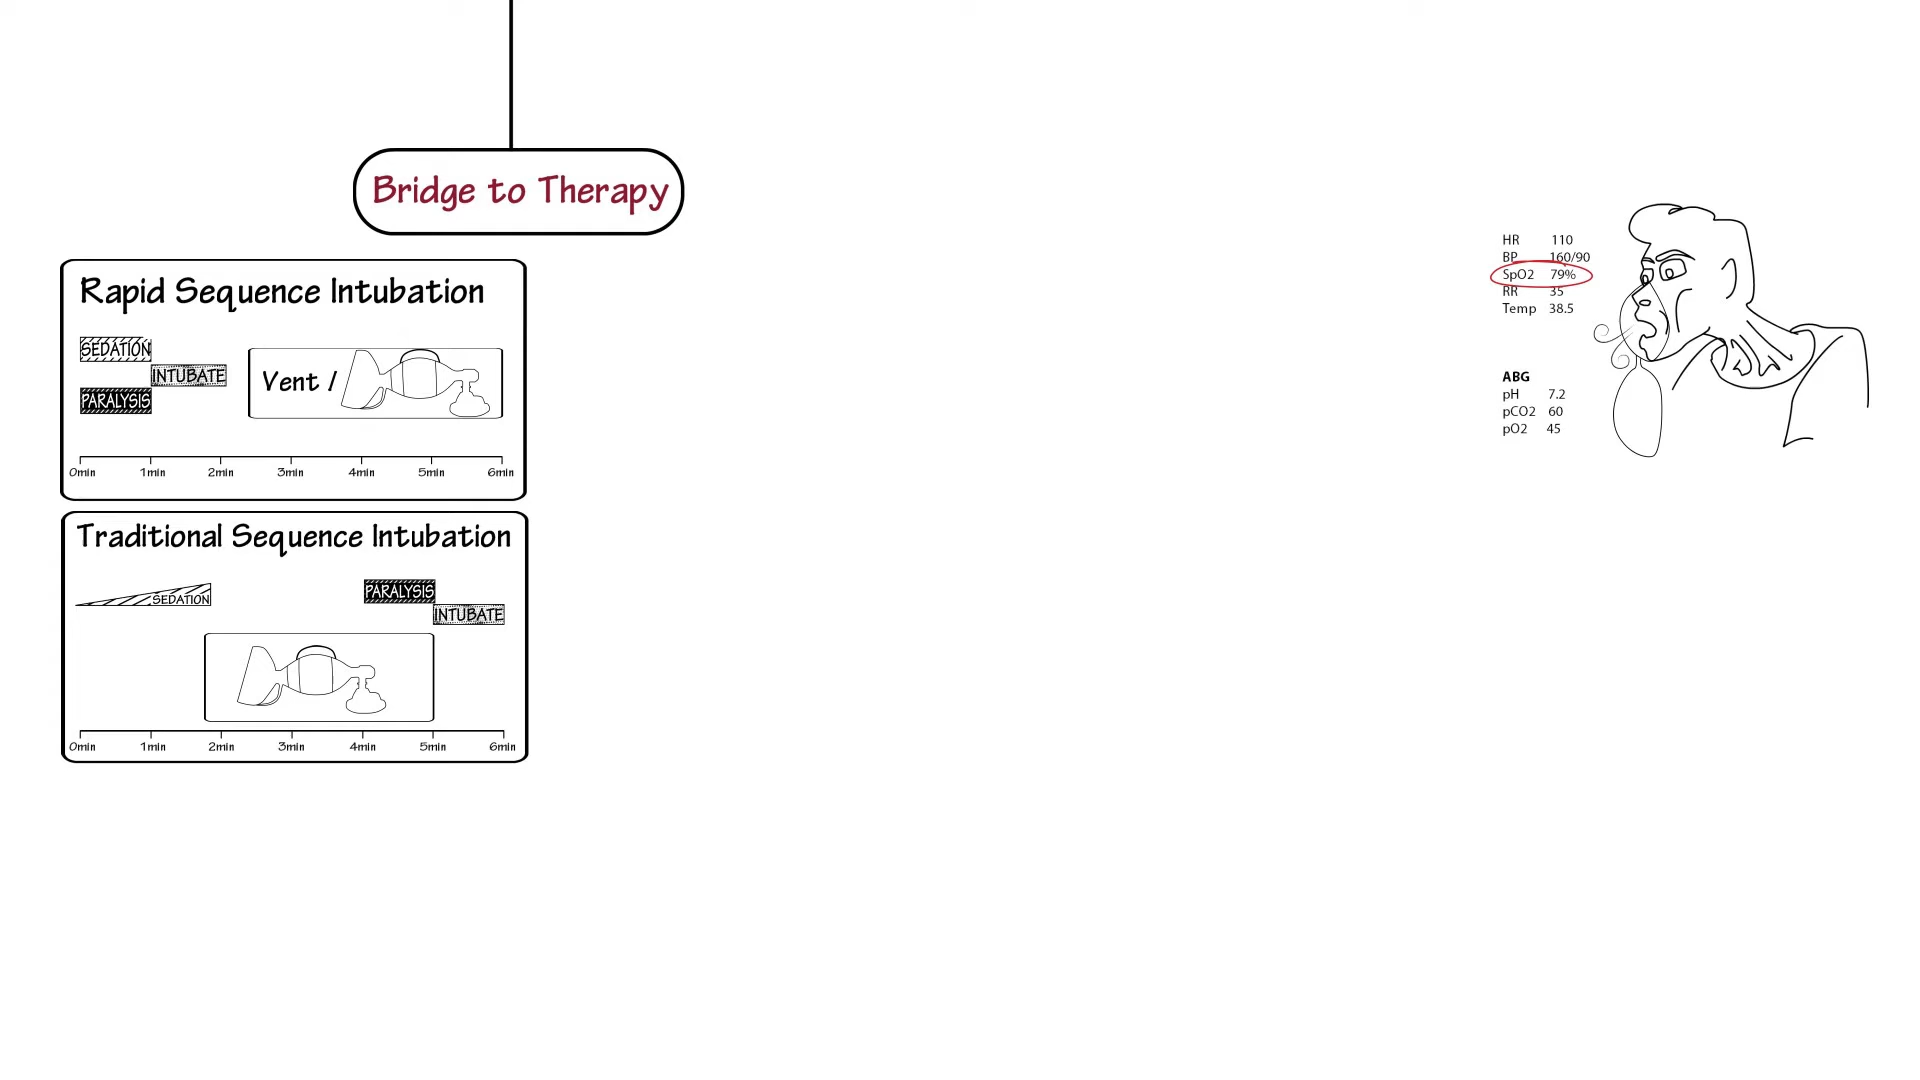 Bridge to Therapy
Rapid Sequence Intubation
SEDATION
INTUBATE
PARALYSIS
Vent /
0min 1min 2min 3min 4min 5min 6min
Traditional Sequence Intubation
SEDATION
PARALYSIS
INTUBATE
0min 1min 2min 3min 4min 5min 6min
HR 110
BP 160/90
SpO2 79%
RR 35
Temp 38.5
ABG
pH 7.2
pCO2 60
pO2 45